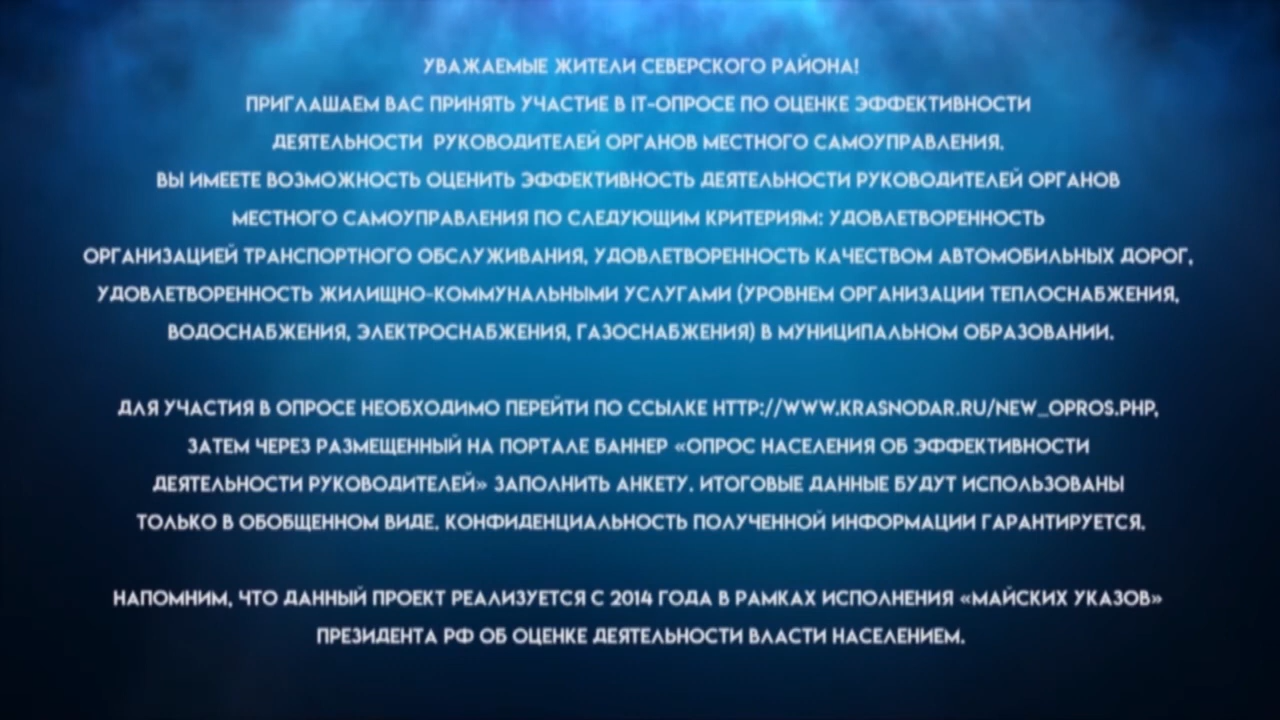 УВАЖАЕМЫЕ ЖИТЕЛИ СЕВЕРСКОГО РАЙОНА!
ПРИГЛАШАЕМ ВАС ПРИНЯТЬ УЧАСТИЕ В IT-ОПРОСЕ ПО ОЦЕНКЕ ЭФФЕКТИВНОСТИ
ДЕЯТЕЛЬНОСТИ РУКОВОДИТЕЛЕЙ ОРГАНОВ МЕСТНОГО САМОУПРАВЛЕНИЯ.
ВЫ ИМЕЕТЕ ВОЗМОЖНОСТЬ ОЦЕНИТЬ ЭФФЕКТИВНОСТЬ ДЕЯТЕЛЬНОСТИ РУКОВОДИТЕЛЕЙ ОРГАНОВ
МЕСТНОГО САМОУПРАВЛЕНИЯ ПО СЛЕДУЮЩИМ КРИТЕРИЯМ: УДОВЛЕТВОРЕННОСТЬ
ОРГАНИЗАЦИЕЙ ТРАНСПОРТНОГО ОБСЛУЖИВАНИЯ, УДОВЛЕТВОРЕННОСТЬ КАЧЕСТВОМ АВТОМОБИЛЬНЫХ ДОРОГ,
УДОВЛЕТВОРЕННОСТЬ ЖИЛИЩНО-КОММУНАЛЬНЫМИ УСЛУГАМИ (УРОВНЕМ ОРГАНИЗАЦИИ ТЕПЛОСНАБЖЕНИЯ,
ВОДОСНАБЖЕНИЯ, ЭЛЕКТРОСНАБЖЕНИЯ, ГАЗОСНАБЖЕНИЯ) В МУНИЦИПАЛЬНОМ ОБРАЗОВАНИИ.
ДЛЯ УЧАСТИЯ В ОПРОСЕ НЕОБХОДИМО ПЕРЕЙТИ ПО ССЫЛКЕ HTTP://WWW.KRASNODAR.RU/NEW_OPROS.PHP,
ЗАТЕМ ЧЕРЕЗ РАЗМЕЩЕННЫЙ НА ПОРТАЛЕ БАННЕР «ОПРОС НАСЕЛЕНИЯ ОБ ЭФФЕКТИВНОСТИ
ДЕЯТЕЛЬНОСТИ РУКОВОДИТЕЛЕЙ» ЗАПОЛНИТЬ АНКЕТУ. ИТОГОВЫЕ ДАННЫЕ БУДУТ ИСПОЛЬЗОВАНЫ
ТОЛЬКО В ОБОБЩЕННОМ ВИДЕ. КОНФИДЕНЦИАЛЬНОСТЬ ПОЛУЧЕННОЙ ИНФОРМАЦИИ ГАРАНТИРУЕТСЯ.
НАПОМНИМ, ЧТО ДАННЫЙ ПРОЕКТ РЕАЛИЗУЕТСЯ С 2014 ГОДА В РАМКАХ ИСПОЛНЕНИЯ «МАЙСКИХ УКАЗОВ»
ПРЕЗИДЕНТА РФ ОБ ОЦЕНКЕ ДЕЯТЕЛЬНОСТИ ВЛАСТИ НАСЕЛЕНИЕМ.